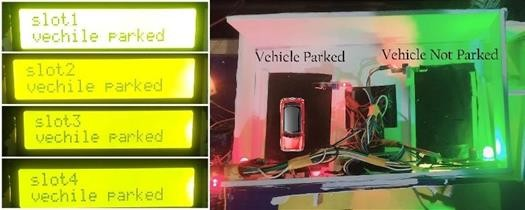 slot1
vechile parked
slot2
vechile parked
slot3
vechile parked
slot4
vechile parked
Vehicle Parked
Vehicle Not Parked